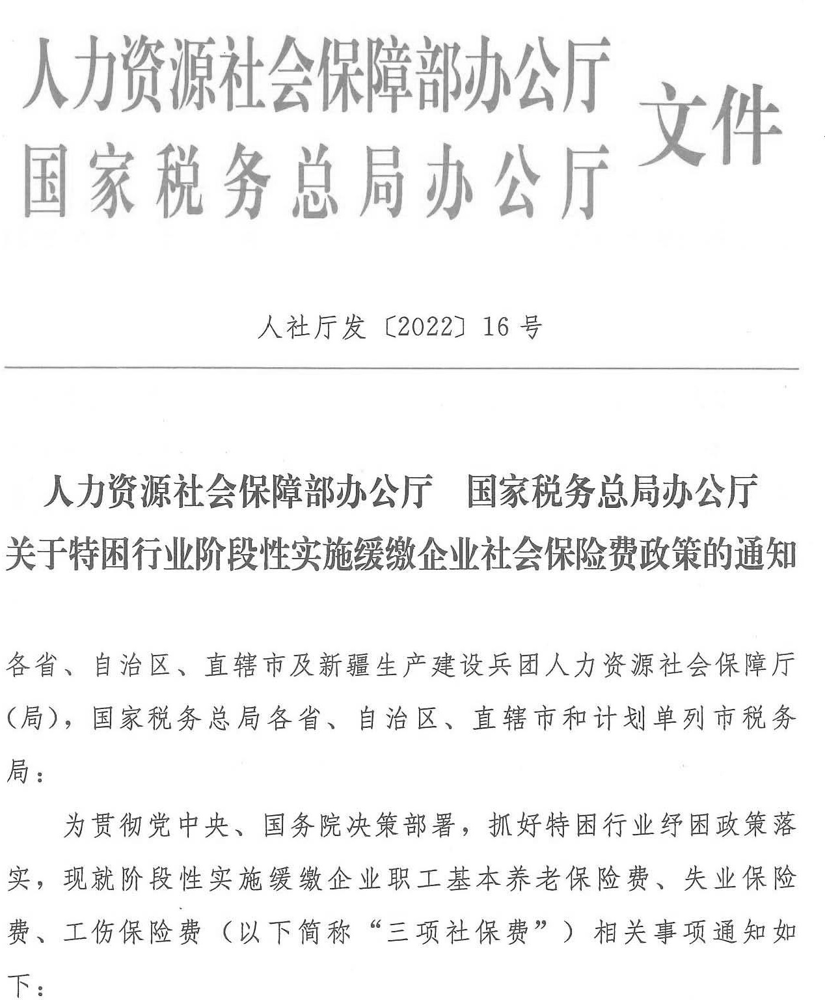 人力资源社会保障部办公厅
国家税务总局办公厅
文件
人社厅发〔2022〕16号
人力资源社会保障部办公厅 国家税务总局办公厅
关于特困行业阶段性实施缓缴企业社会保险费政策的通知
各省、自治区、直辖市及新疆生产建设兵团人力资源社会保障厅
（局），国家税务总局各省、自治区、直辖市和计划单列市税务
局：
为贯彻党中央、国务院决策部署，抓好特困行业纾困政策落
实，现就阶段性实施缓缴企业职工基本养老保险费、失业保险
费、工伤保险费（以下简称“三项社保费”）相关事项通知如
下：